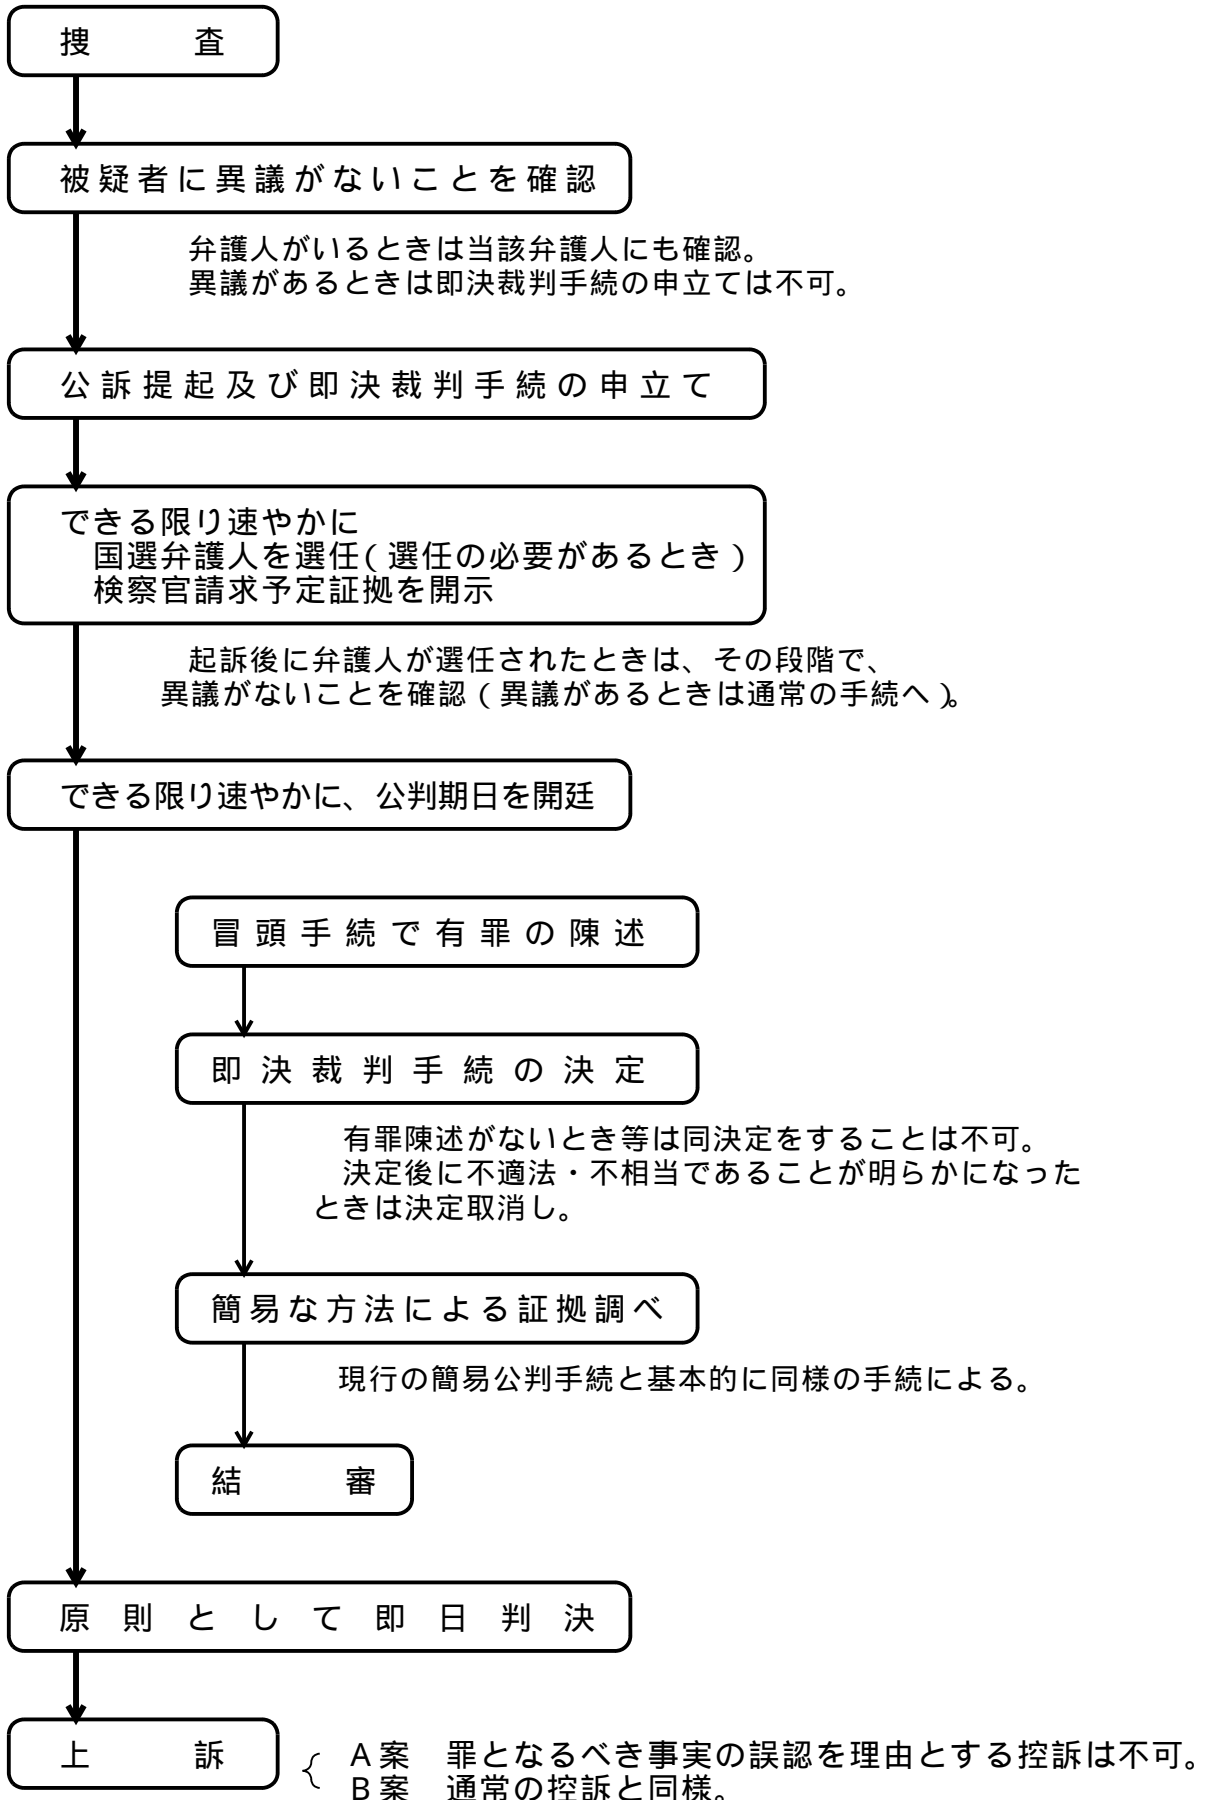 捜査
被疑者に異議がないことを確認
弁護人がいるときは当該弁護人にも確認。
異議があるときは即決裁判手続の申立ては不可。
公訴提起及び即決裁判手続の申立て
できる限り速やかに
国選弁護人を選任(選任の必要があるとき)
検察官請求予定証拠を開示
起訴後に弁護人が選任されたときは、その段階で、
異議がないことを確認(異議があるときは通常の手続へ)。
できる限り速やかに、公判期日を開廷
冒頭手続で有罪の陳述
即決裁判手続の決定
有罪陳述がないとき等は同決定をすることは不可。
決定後に不適法・不相当であることが明らかになった
ときは決定取消し。
簡易な方法による証拠調べ
現行の簡易公判手続と基本的に同様の手続による。
結審
原則として即日判決
上訴
A案 罪となるべき事実の誤認を理由とする控訴は不可。
B案 通常の控訴と同様。